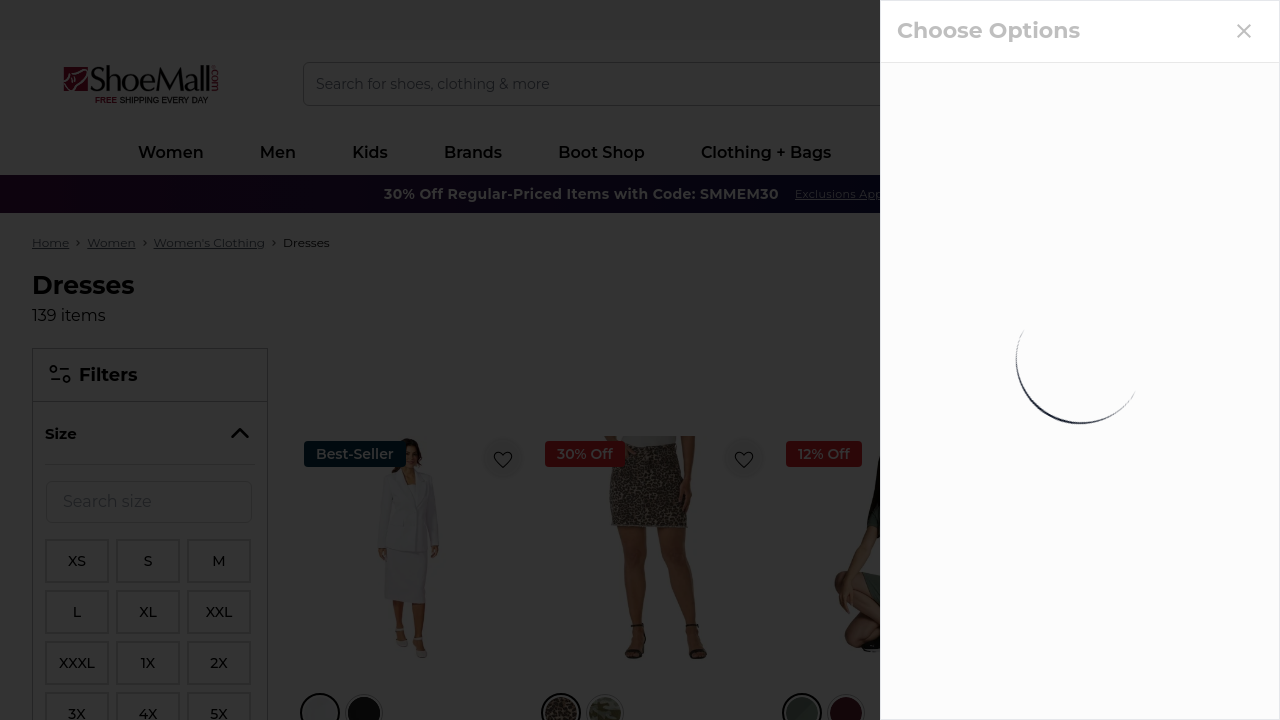 Choose Options
ShoeMall.com
FREE SHIPPING EVERY DAY
Search for shoes, clothing & more
Women
Men
Kids
Brands
Boot Shop
Clothing + Bags
30% Off Regular-Priced Items with Code: SMMEM30 Exclusions App
Home > Women > Women's Clothing > Dresses
Dresses
139 items
Filters
Size
Search size
XS S M
L XL XXL
XXXL 1X 2X
3X 4X 5X
Best-Seller
30% Off
12% Off